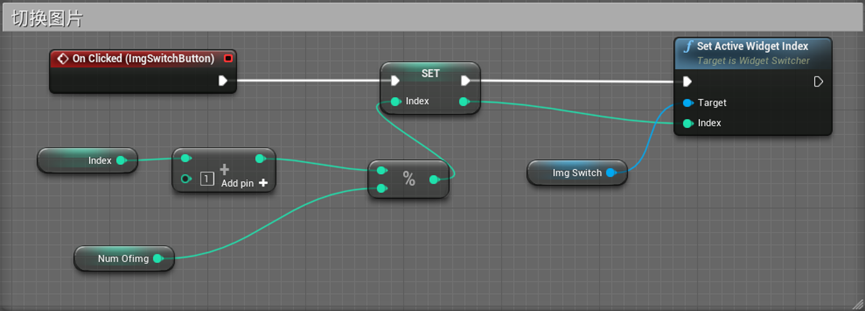 切换图片
On Clicked (ImgSwitchButton)
SET
Index
Set Active Widget Index
Target is Widget Switcher
Target
Index
Index
+
1
Add pin +
%
Img Switch
Num Ofimg